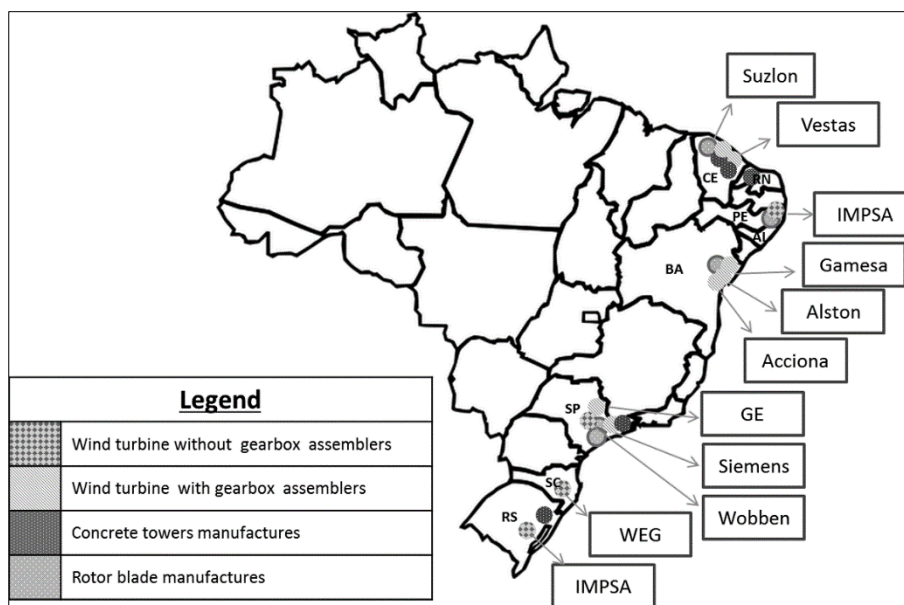 Suzlon
Vestas
CE
RN
PE
IMPSA
Al
BA
Gamesa
Alston
Acciona
SP
GE
Siemens
Wobben
SC
WEG
RS
IMPSA
Legend
Wind turbine without gearbox assemblers
Wind turbine with gearbox assemblers
Concrete towers manufactures
Rotor blade manufactures